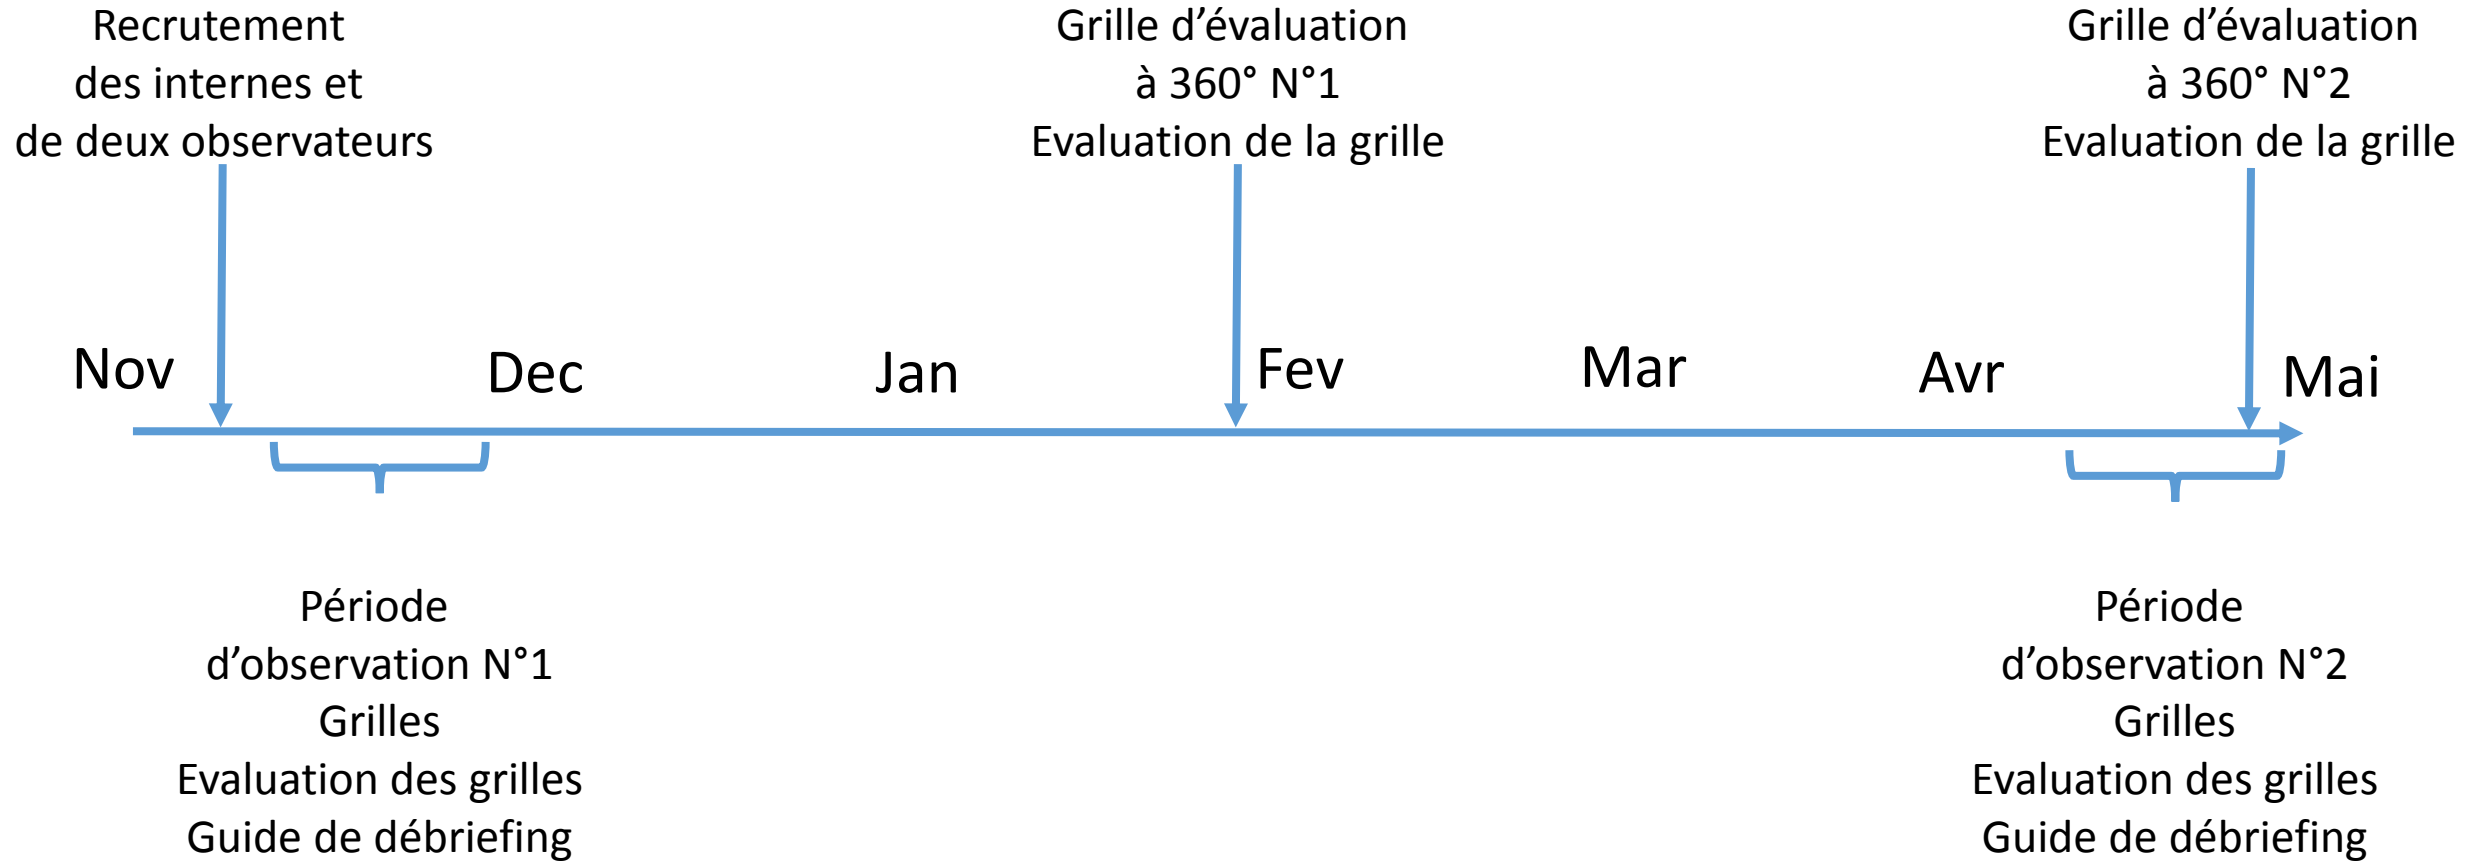 Recrutement
des internes et
de deux observateurs
Grille d’évaluation
à 360° N°1
Evaluation de la grille
Grille d’évaluation
à 360° N°2
Evaluation de la grille
Nov
Dec
Jan
Fev
Mar
Avr
Mai
Période
d’observation N°1
Grilles
Evaluation des grilles
Guide de débriefing
Période
d’observation N°2
Grilles
Evaluation des grilles
Guide de débriefing